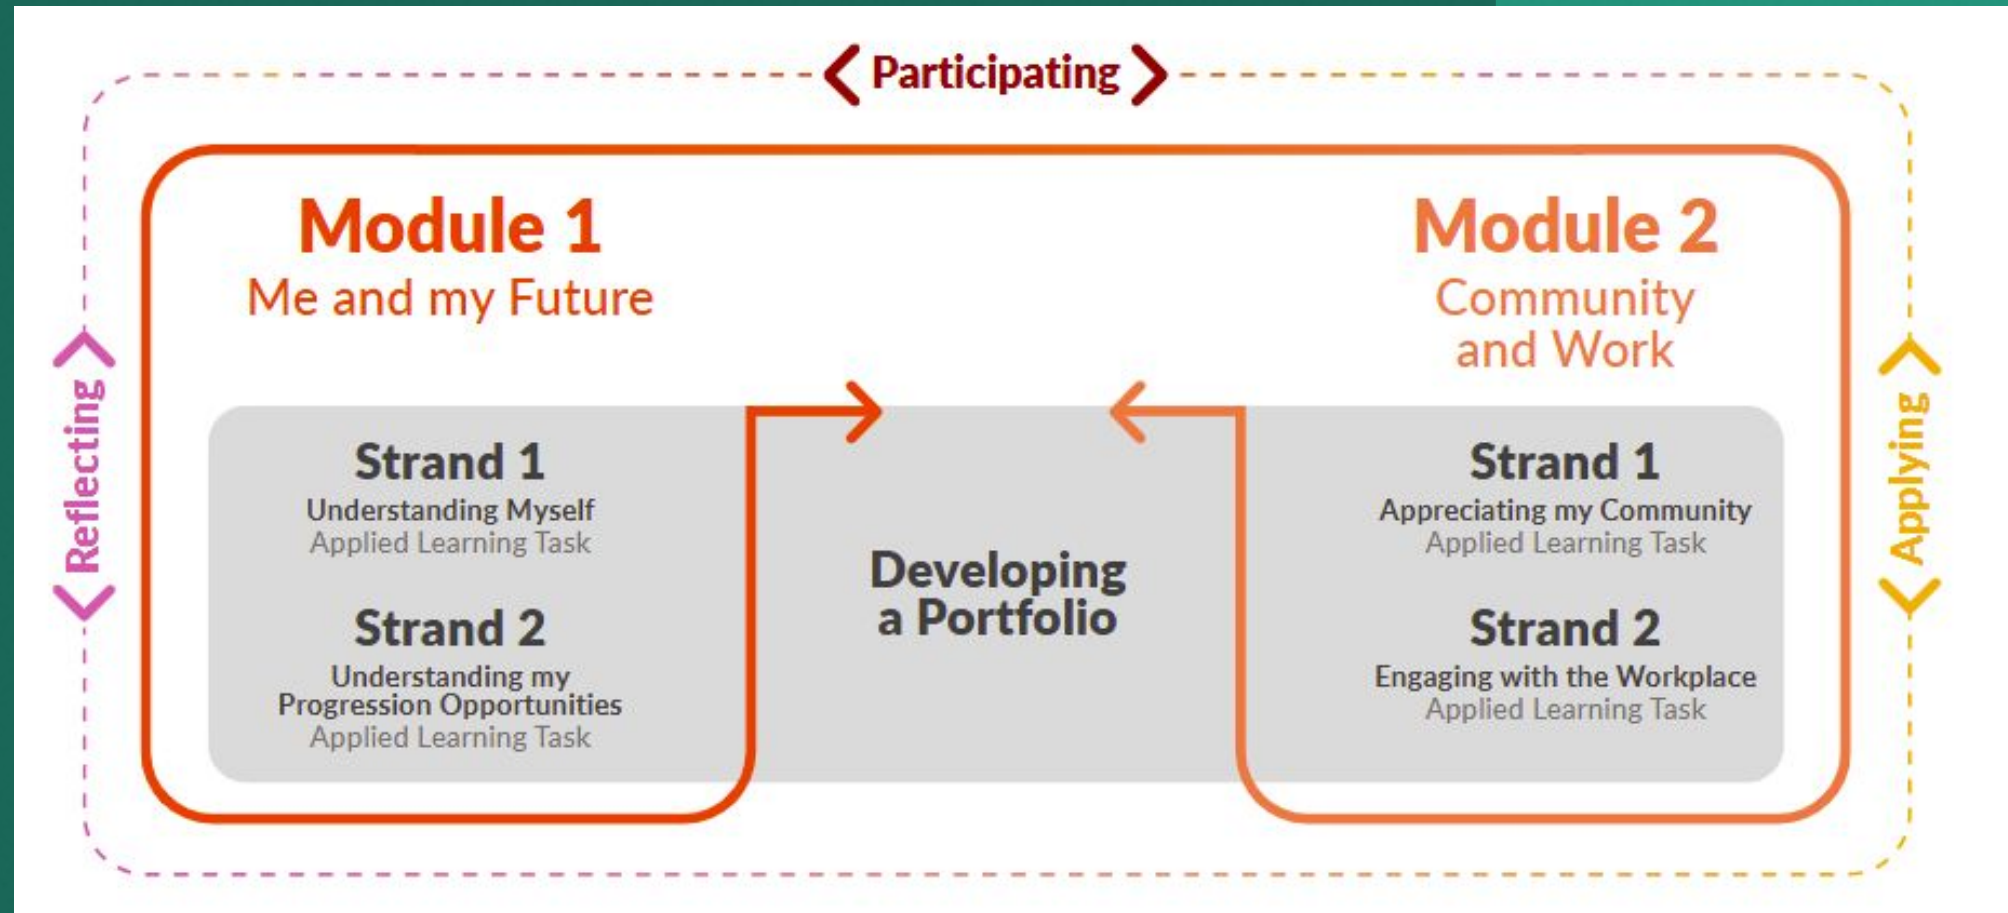 Participating
Reflecting
Module 1
Me and my Future
Strand 1
Understanding Myself
Applied Learning Task
Strand 2
Understanding my
Progression Opportunities
Applied Learning Task
Developing
a Portfolio
Module 2
Community
and Work
Strand 1
Appreciating my Community
Applied Learning Task
Strand 2
Engaging with the Workplace
Applied Learning Task
Applying